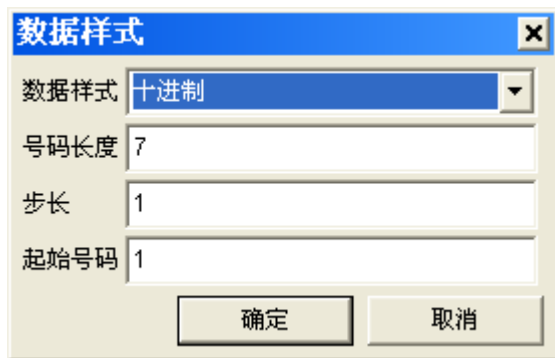 数据样式
数据样式 十进制
号码长度 7
步长 1
起始号码 1
确定 取消